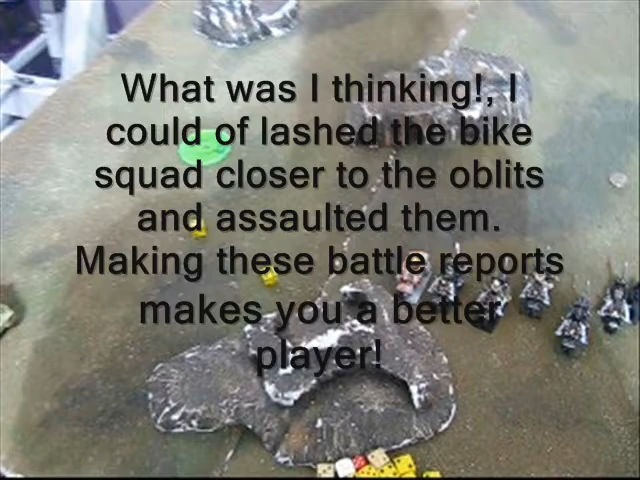 What was I thinking!, I
could of lashed the bike
squad closer to the oblits
and assaulted them.
Making these battle reports
makes you a better
player!